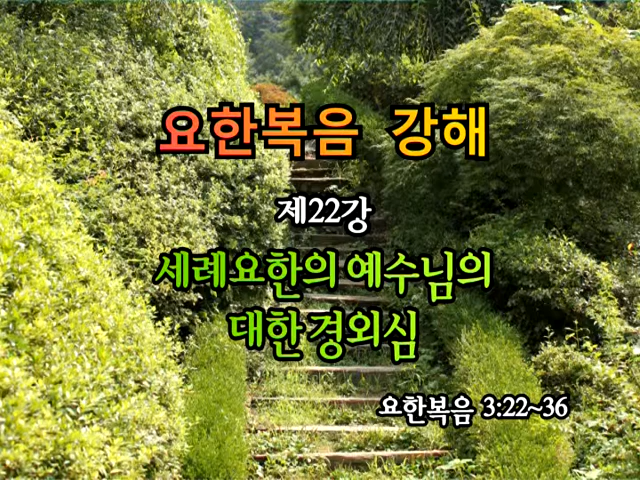 요한복음 강해
제22강
세례요한의 예수님의
대한 경외심
요한복음 3:22~36